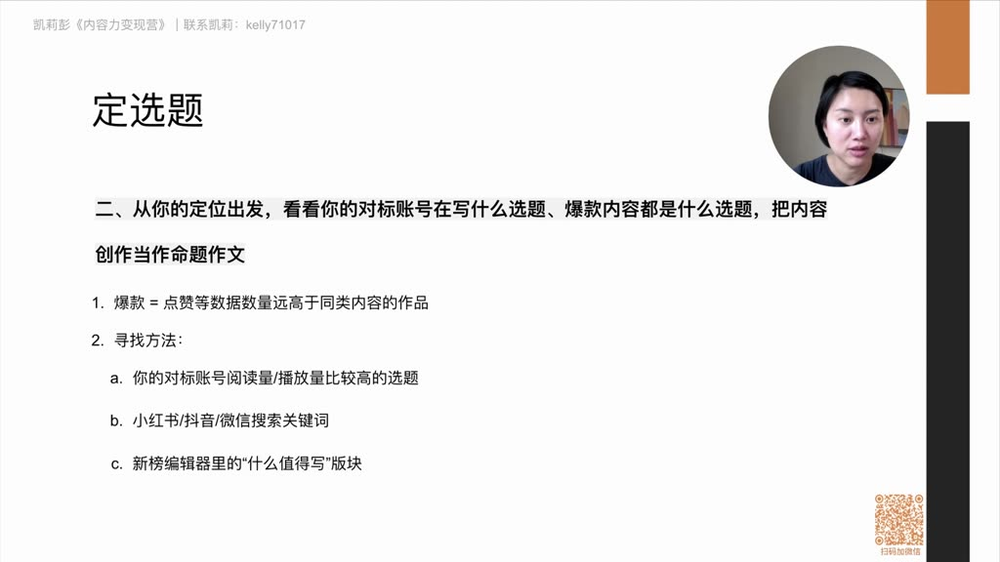 凯莉彭《内容力变现营》｜联系凯莉：kelly71017
定选题
二、从你的定位出发，看看你的对标账号在写什么选题、爆款内容都是什么选题，把内容
创作当作命题作文
1. 爆款 = 点赞等数据数量远高于同类内容的作品
2. 寻找方法：
a. 你的对标账号阅读量/播放量比较高的选题
b. 小红书/抖音/微信搜索关键词
c. 新榜编辑器里的“什么值得写”版块
扫码加微信